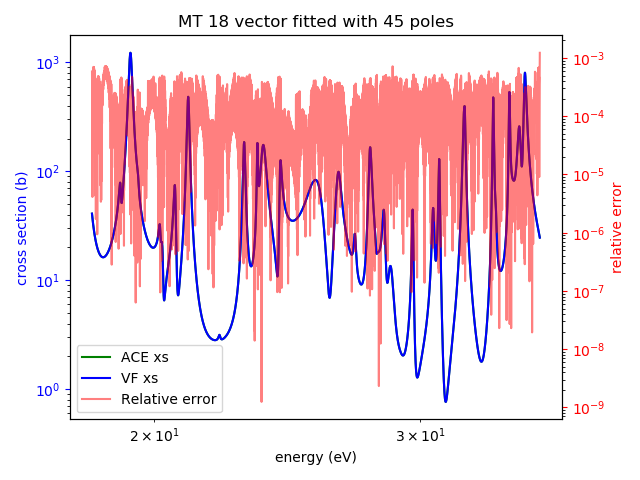 MT 18 vector fitted with 45 poles
cross section (b)
10³
10²
10¹
10⁰
ACE xs
VF xs
Relative error
10⁻³
10⁻⁴
10⁻⁵
10⁻⁶
10⁻⁷
10⁻⁸
10⁻⁹
relative error
2 × 10¹
3 × 10¹
energy (eV)